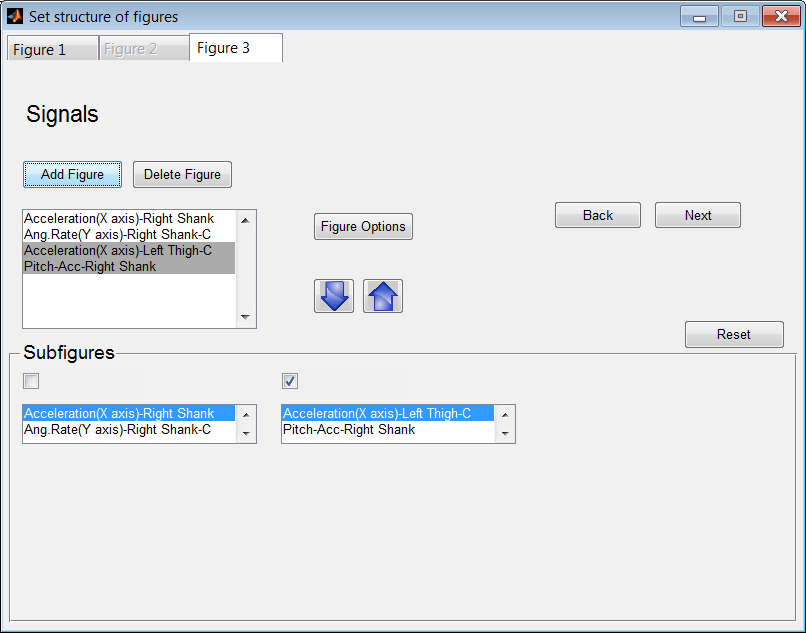 Set structure of figures
Figure 1
Figure 2
Figure 3
Signals
Add Figure
Delete Figure
Acceleration(X axis)-Right Shank
Ang.Rate(Y axis)-Right Shank-C
Acceleration(X axis)-Left Thigh-C
Pitch-Acc-Right Shank
Figure Options
Back
Next
Reset
Subfigures
Acceleration(X axis)-Right Shank
Ang.Rate(Y axis)-Right Shank-C
Acceleration(X axis)-Left Thigh-C
Pitch-Acc-Right Shank